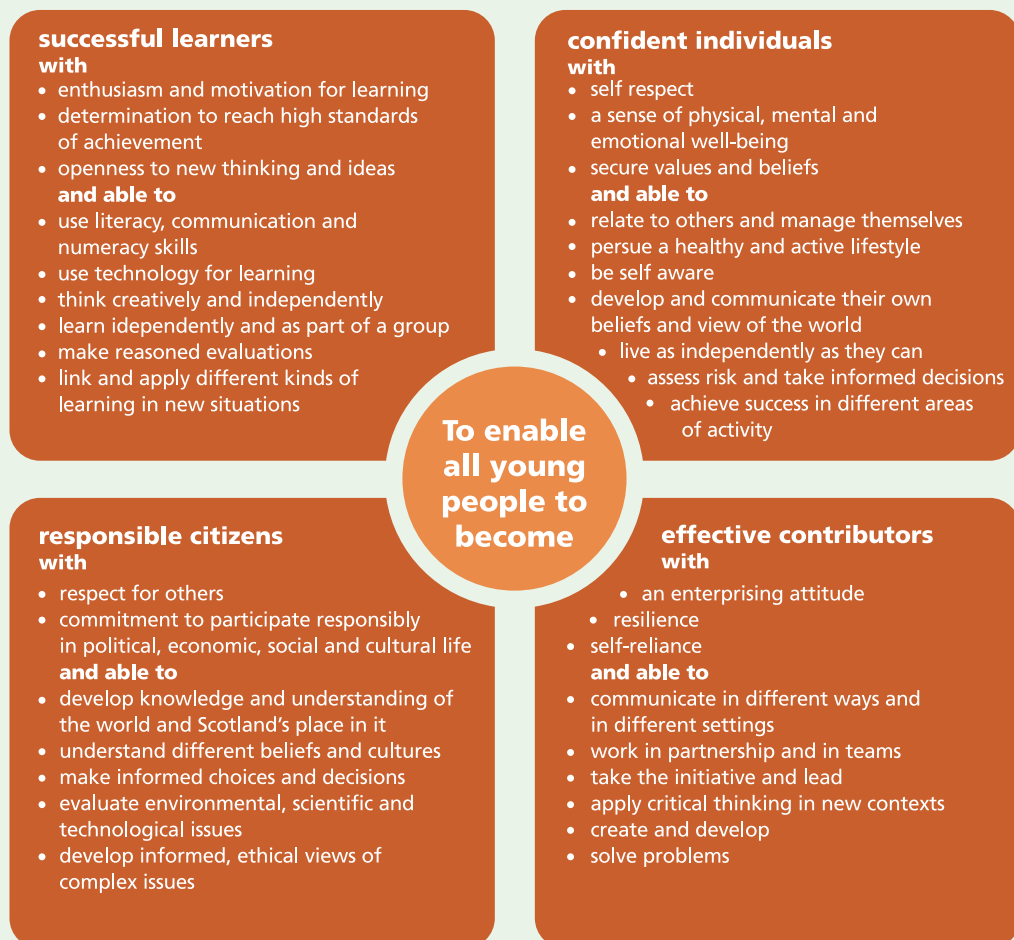 successful learners
with
• enthusiasm and motivation for learning
• determination to reach high standards
of achievement
• openness to new thinking and ideas
and able to
• use literacy, communication and
numeracy skills
• use technology for learning
• think creatively and independently
• learn idependently and as part of a group
• make reasoned evaluations
• link and apply different kinds of
learning in new situations
confident individuals
with
• self respect
• a sense of physical, mental and
emotional well-being
• secure values and beliefs
and able to
• relate to others and manage themselves
• persue a healthy and active lifestyle
• be self aware
• develop and communicate their own
beliefs and view of the world
• live as independently as they can
• assess risk and take informed decisions
• achieve success in different areas
of activity
To enable
all young
people to
become
responsible citizens
with
• respect for others
• commitment to participate responsibly
in political, economic, social and cultural life
and able to
• develop knowledge and understanding of
the world and Scotland’s place in it
• understand different beliefs and cultures
• make informed choices and decisions
• evaluate environmental, scientific and
technological issues
• develop informed, ethical views of
complex issues
effective contributors
with
• an enterprising attitude
• resilience
• self-reliance
and able to
• communicate in different ways and
in different settings
• work in partnership and in teams
• take the initiative and lead
• apply critical thinking in new contexts
• create and develop
• solve problems